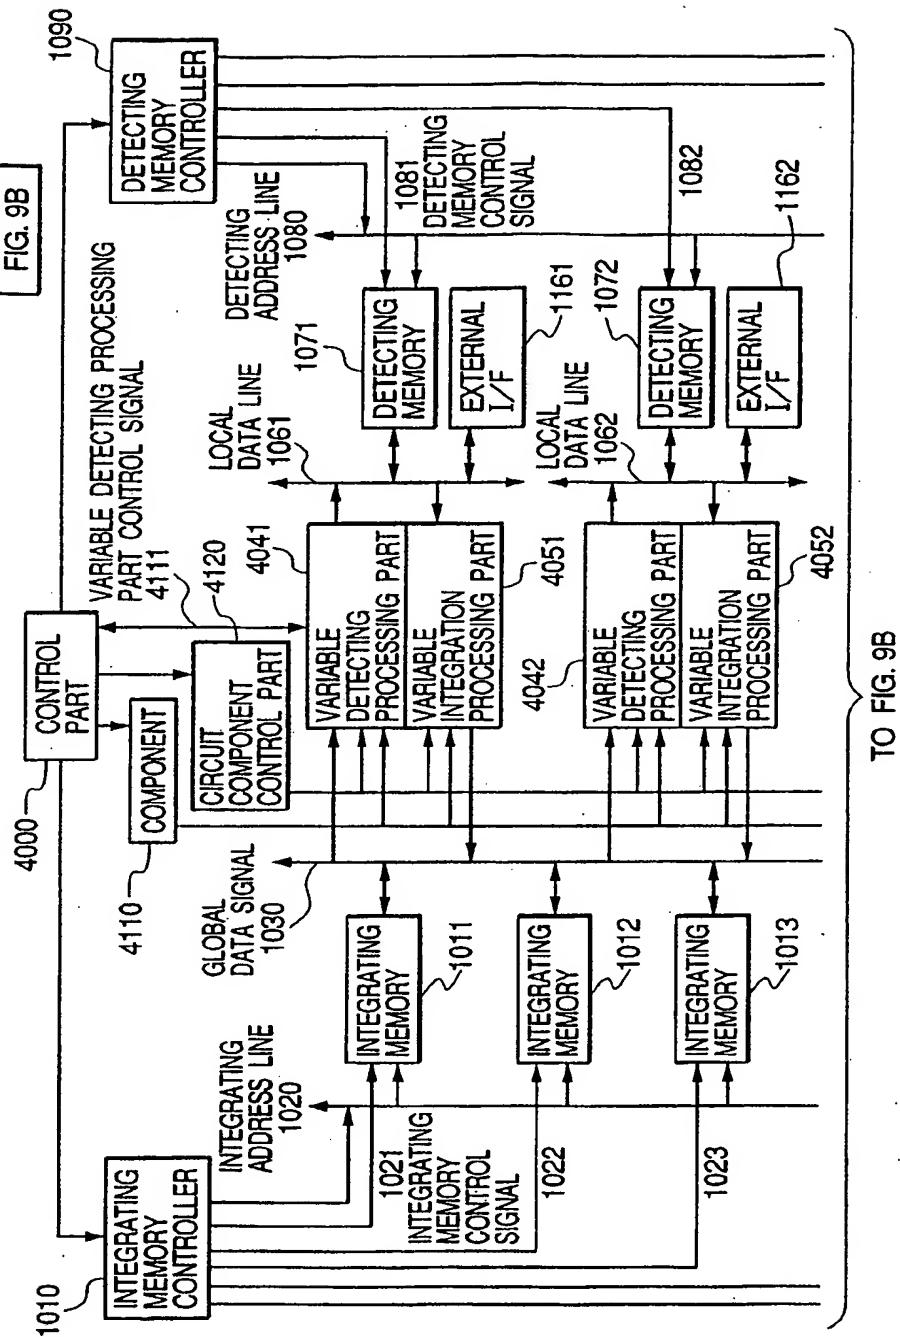 FIG. 9B
1090
DETECTING
MEMORY
CONTROLLER
DETECTING
ADDRESS LINE
1080
1081
DETECTING
MEMORY
CONTROL
SIGNAL
1082
1071
DETECTING
MEMORY
EXTERNAL
I/F
1161
1072
DETECTING
MEMORY
EXTERNAL
I/F
1162
VARIABLE DETECTING PROCESSING
PART CONTROL SIGNAL
4111
LOCAL
DATA LINE
1061
LOCAL
DATA LINE
1062
CONTROL
PART
4000
COMPONENT
4110
CIRCUIT
COMPONENT
CONTROL PART
4120
4041
VARIABLE
DETECTING
PROCESSING PART
VARIABLE
INTEGRATION
PROCESSING PART
4051
4042
VARIABLE
DETECTING
PROCESSING PART
VARIABLE
INTEGRATION
PROCESSING PART
4052
GLOBAL
DATA SIGNAL
1030
INTEGRATING
MEMORY
1011
INTEGRATING
MEMORY
1012
INTEGRATING
MEMORY
1013
INTEGRATING
ADDRESS LINE
1020
1021
INTEGRATING
MEMORY
CONTROL
SIGNAL
1022
1023
1010
INTEGRATING
MEMORY
CONTROLLER
TO FIG. 9B